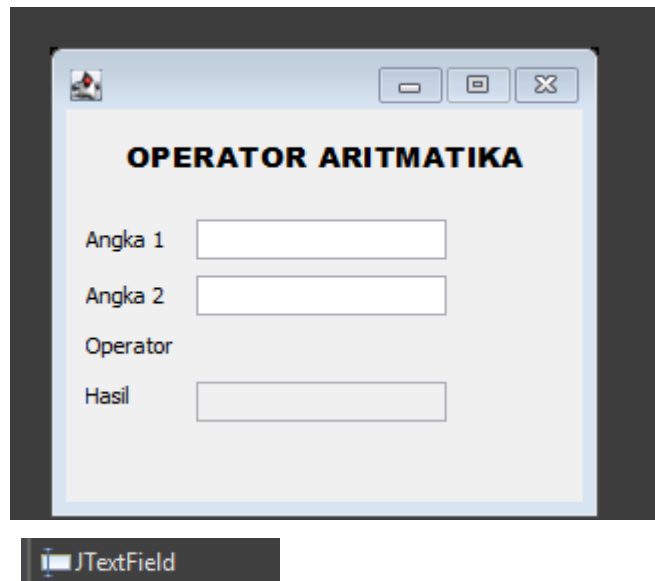 OPERATOR ARITMATIKA
Angka 1
Angka 2
Operator
Hasil
JTextField